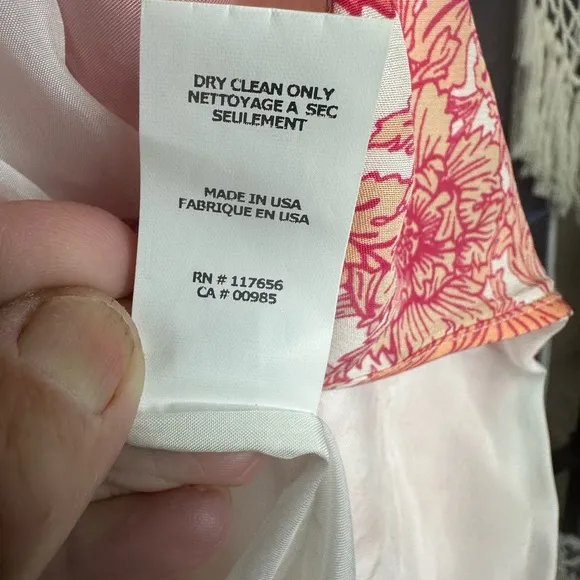 DRY CLEAN ONLY
NETTOYAGE A SEC
SEULEMENT
MADE IN USA
FABRIQUE EN USA
RN # 117656
CA # 00985